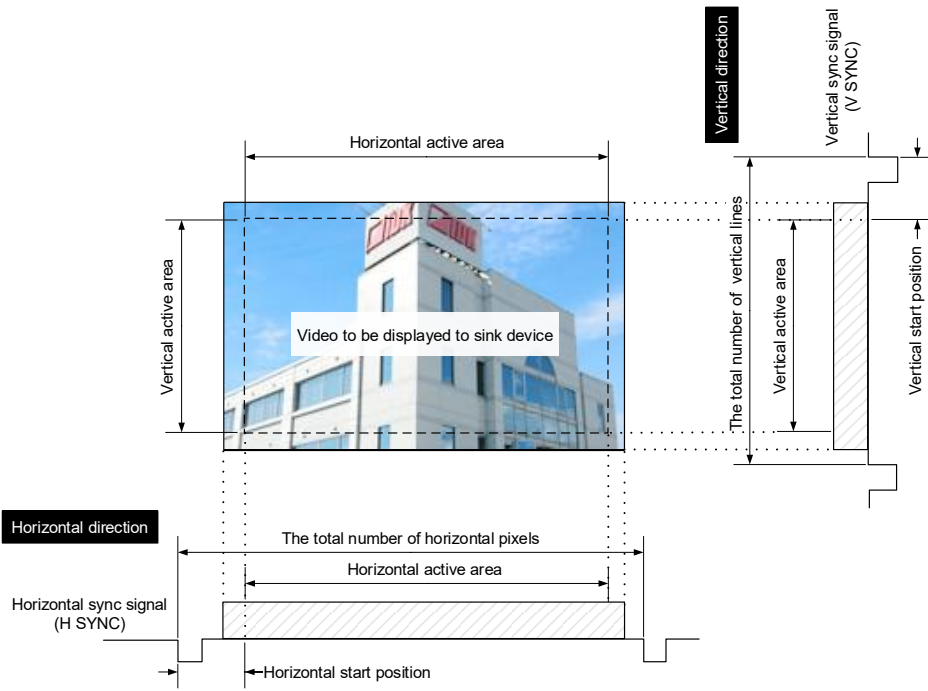 Vertical direction
Vertical sync signal
(V SYNC)
Horizontal active area
The total number of vertical lines
Vertical active area
Vertical active area
Vertical start position
Video to be displayed to sink device
Horizontal direction
The total number of horizontal pixels
Horizontal active area
Horizontal sync signal
(H SYNC)
Horizontal start position